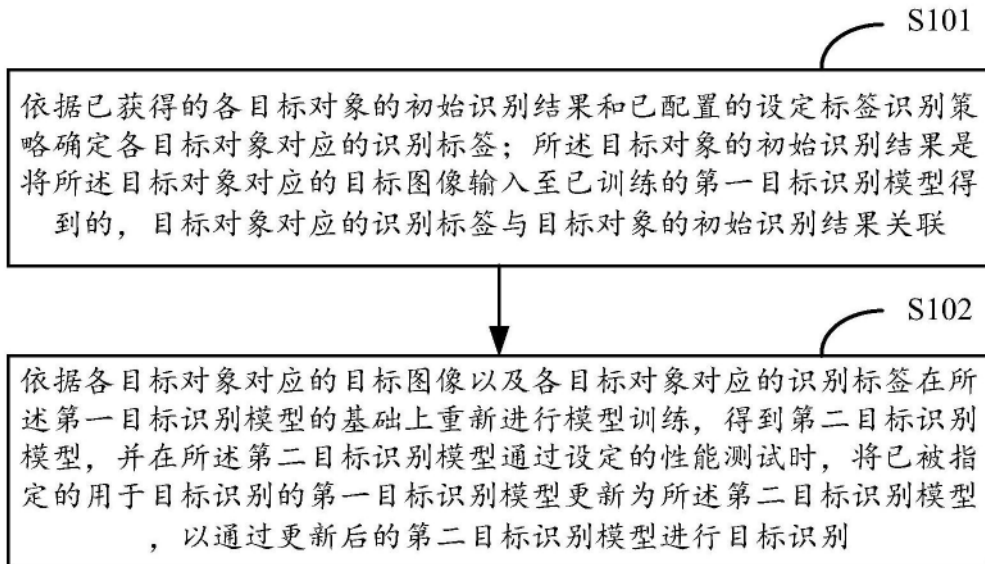 S101
依据已获得的各目标对象的初始识别结果和已配置的设定标签识别策
略确定各目标对象对应的识别标签；所述目标对象的初始识别结果是
将所述目标对象对应的目标图像输入至已训练的第一目标识别模型得
到的，目标对象对应的识别标签与目标对象的初始识别结果关联
S102
依据各目标对象对应的目标图像以及各目标对象对应的识别标签在所
述第一目标识别模型的基础上重新进行模型训练，得到第二目标识别
模型，并在所述第二目标识别模型通过设定的性能测试时，将已被指
定的用于目标识别的第一目标识别模型更新为所述第二目标识别模型
，以通过更新后的第二目标识别模型进行目标识别